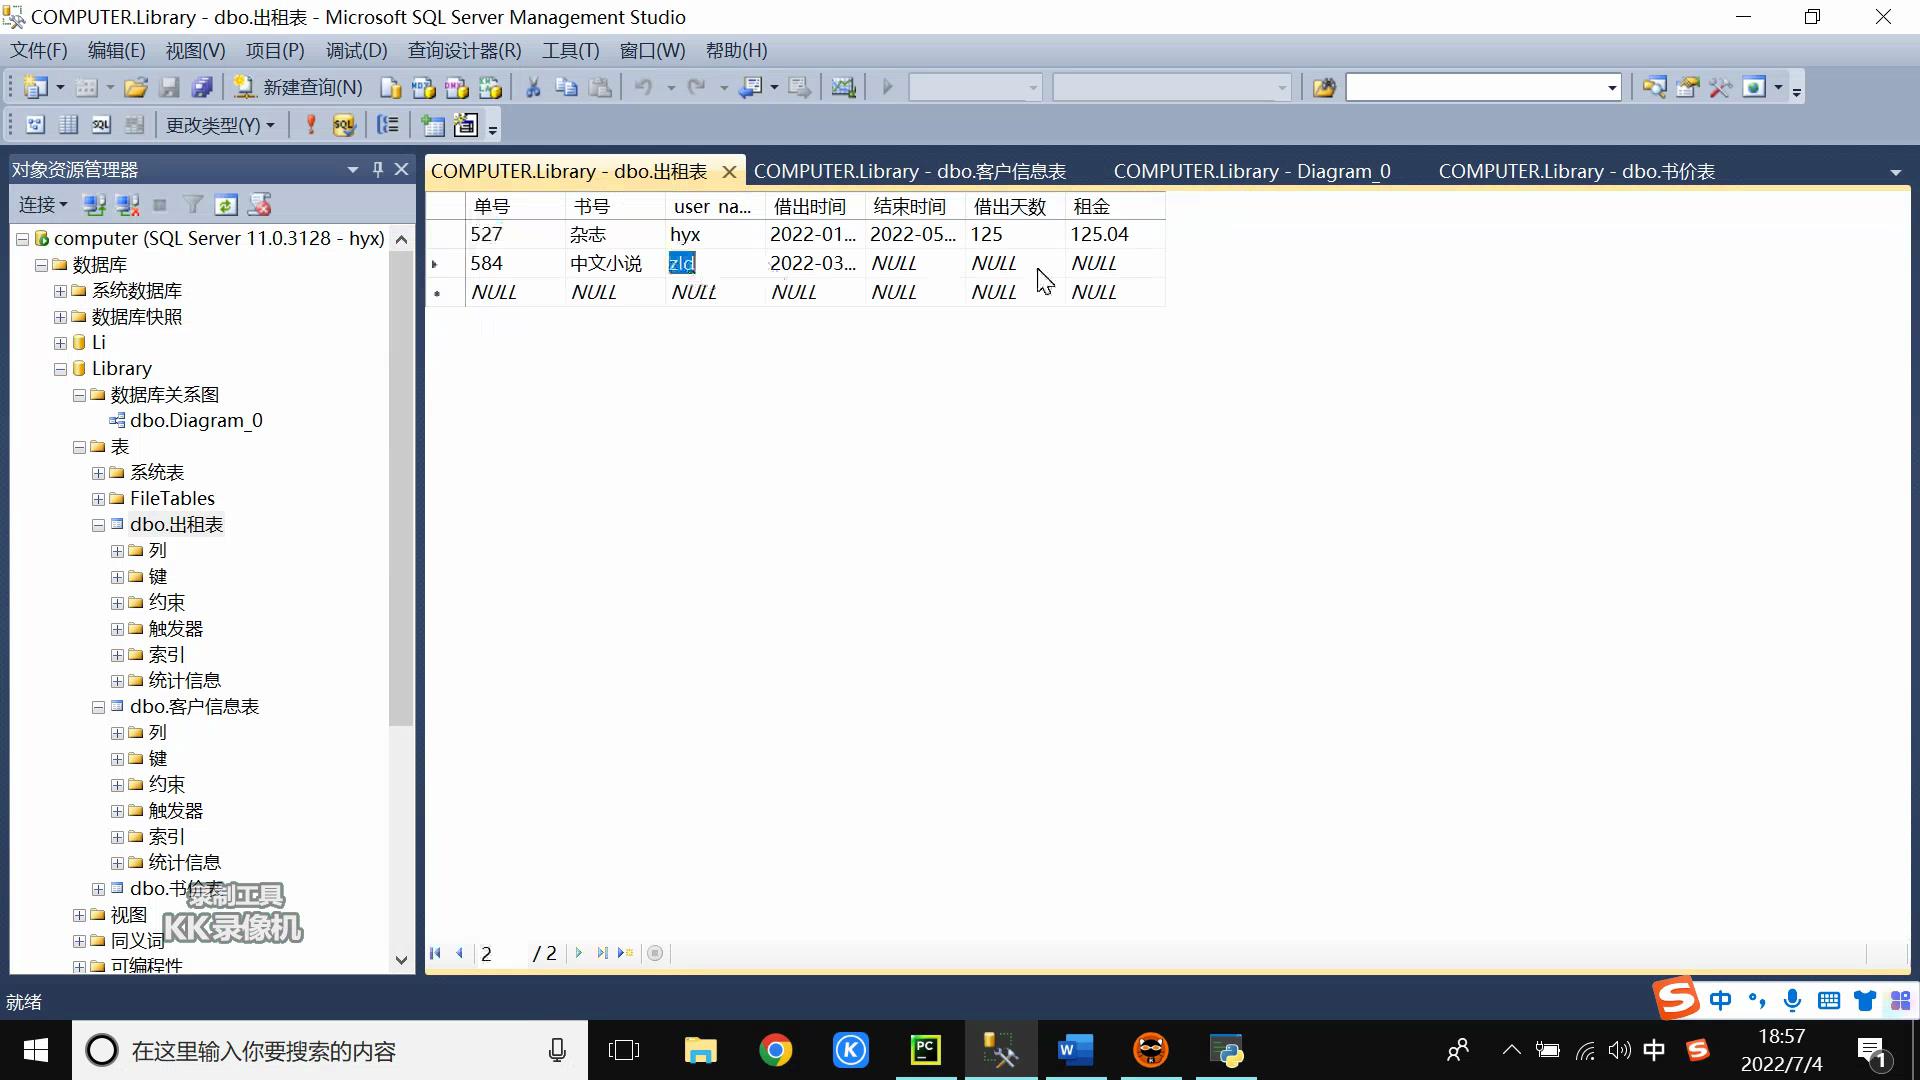 COMPUTER.Library - dbo.出租表 - Microsoft SQL Server Management Studio
文件(F) 编辑(E) 视图(V) 项目(P) 调试(D) 查询设计器(R) 工具(T) 窗口(W) 帮助(H)
新建查询(N)
更改类型(Y)
对象资源管理器
连接
computer (SQL Server 11.0.3128 - hyx)
数据库
系统数据库
数据库快照
Li
Library
数据库关系图
dbo.Diagram_0
表
系统表
FileTables
dbo.出租表
列
键
约束
触发器
索引
统计信息
dbo.客户信息表
列
键
约束
触发器
索引
统计信息
dbo.书价表
视图
同义词
可编程性
录制工具
KK录像机
COMPUTER.Library - dbo.出租表 COMPUTER.Library - dbo.客户信息表 COMPUTER.Library - Diagram_0 COMPUTER.Library - dbo.书价表
单号 书号 user_na... 借出时间 结束时间 借出天数 租金
527 杂志 hyx 2022-01... 2022-05... 125 125.04
584 中文小说 zld 2022-03... NULL NULL NULL
NULL NULL NULL NULL NULL NULL NULL
2 / 2
就绪
中
在这里输入你要搜索的内容
中
18:57
2022/7/4
1